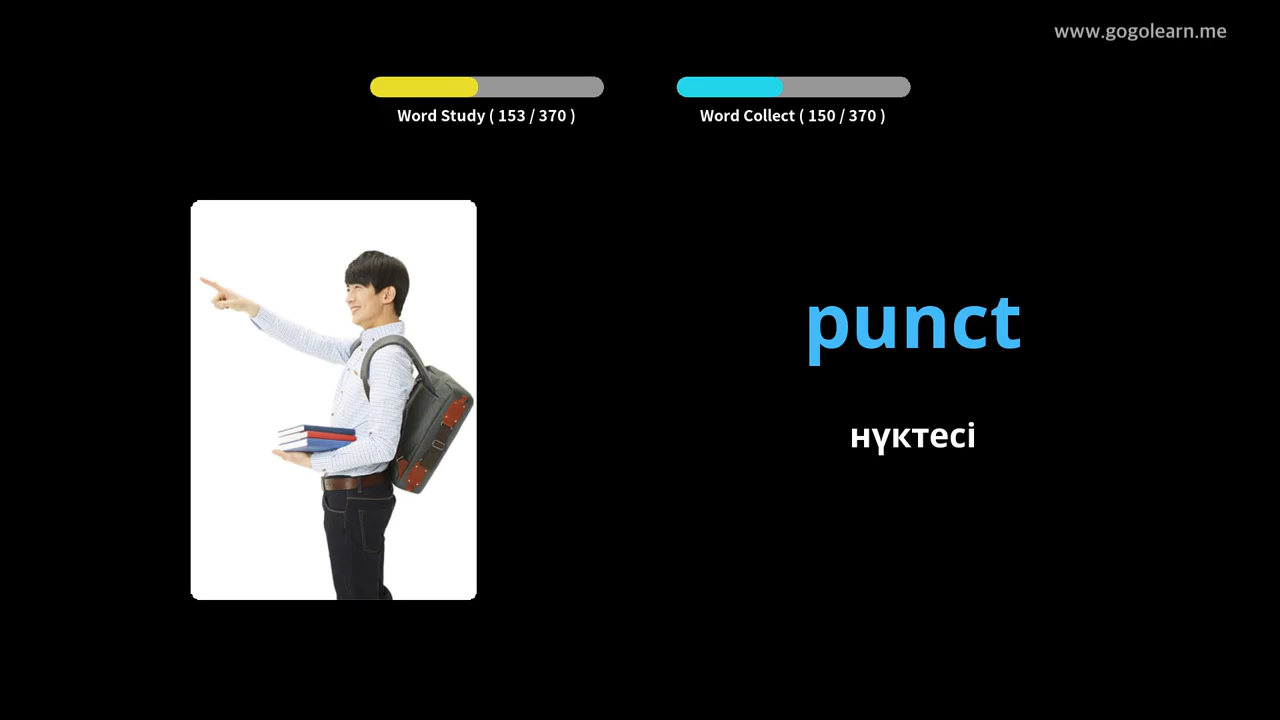 www.gogolearn.me
Word Study ( 153 / 370 )
Word Collect ( 150 / 370 )
punct
нүктесі